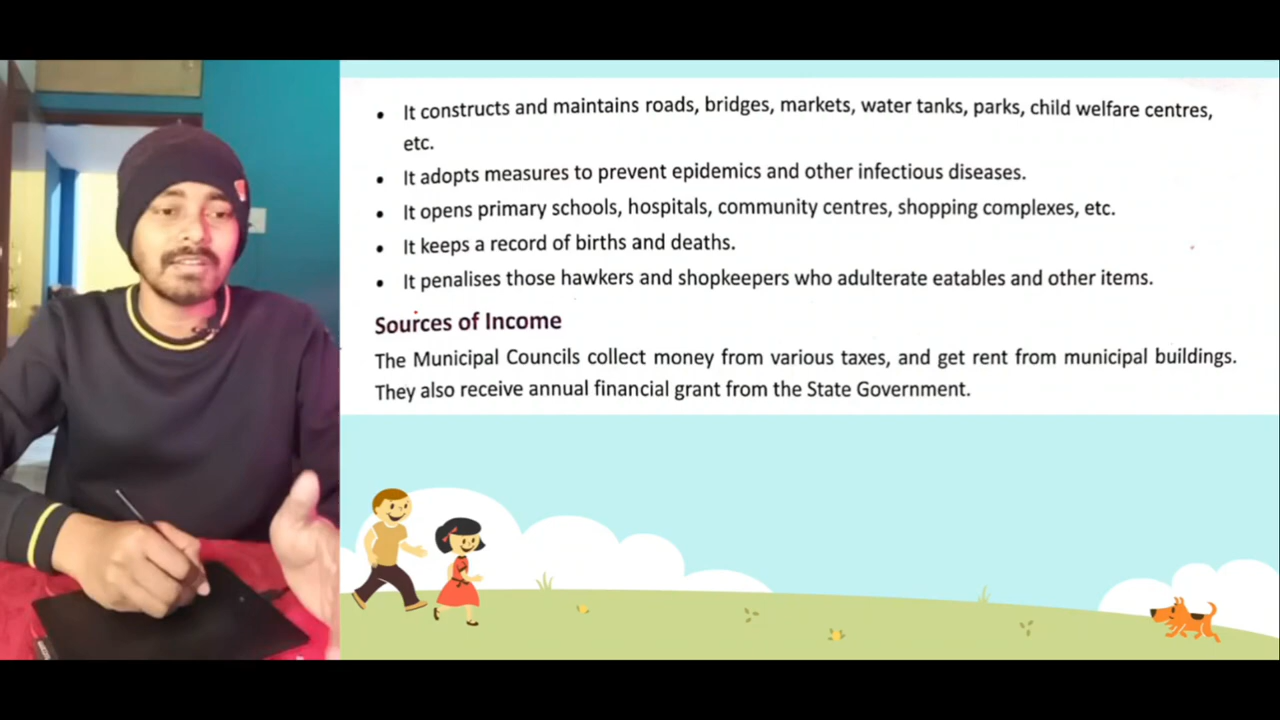 • It constructs and maintains roads, bridges, markets, water tanks, parks, child welfare centres,
etc.
• It adopts measures to prevent epidemics and other infectious diseases.
• It opens primary schools, hospitals, community centres, shopping complexes, etc.
• It keeps a record of births and deaths.
• It penalises those hawkers and shopkeepers who adulterate eatables and other items.
Sources of Income
The Municipal Councils collect money from various taxes, and get rent from municipal buildings.
They also receive annual financial grant from the State Government.